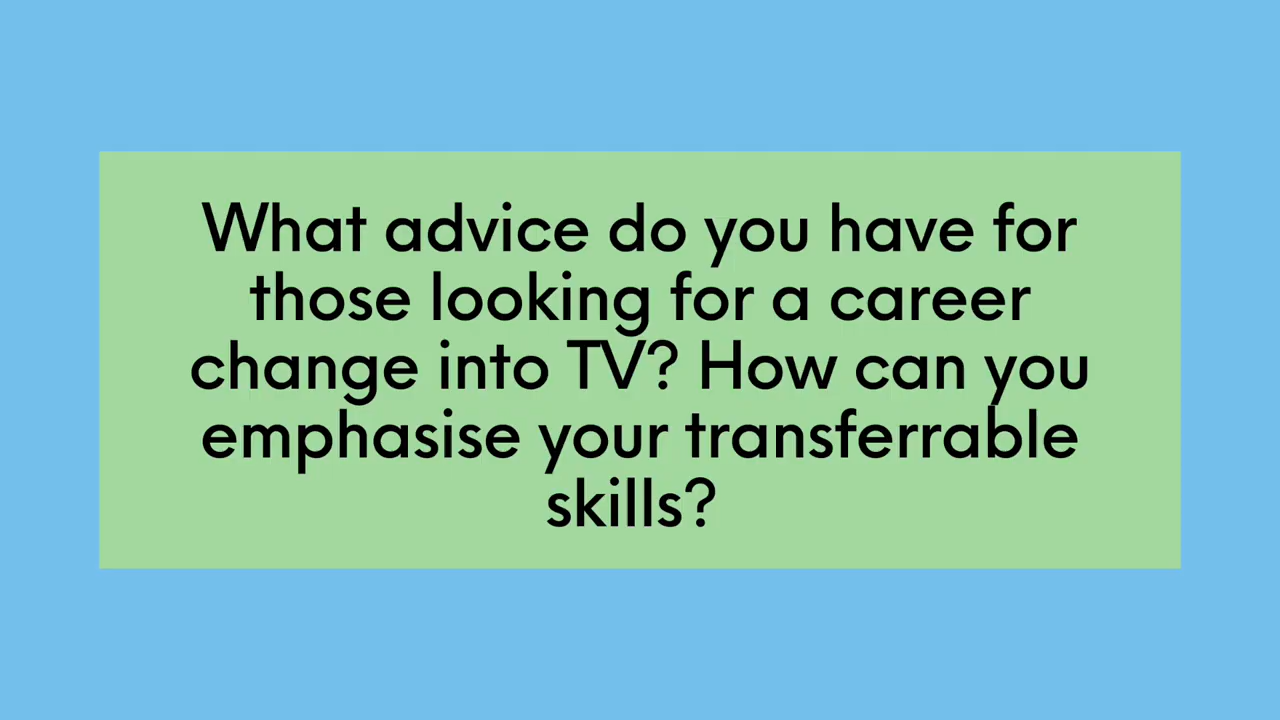 What advice do you have for
those looking for a career
change into TV? How can you
emphasise your transferrable
skills?